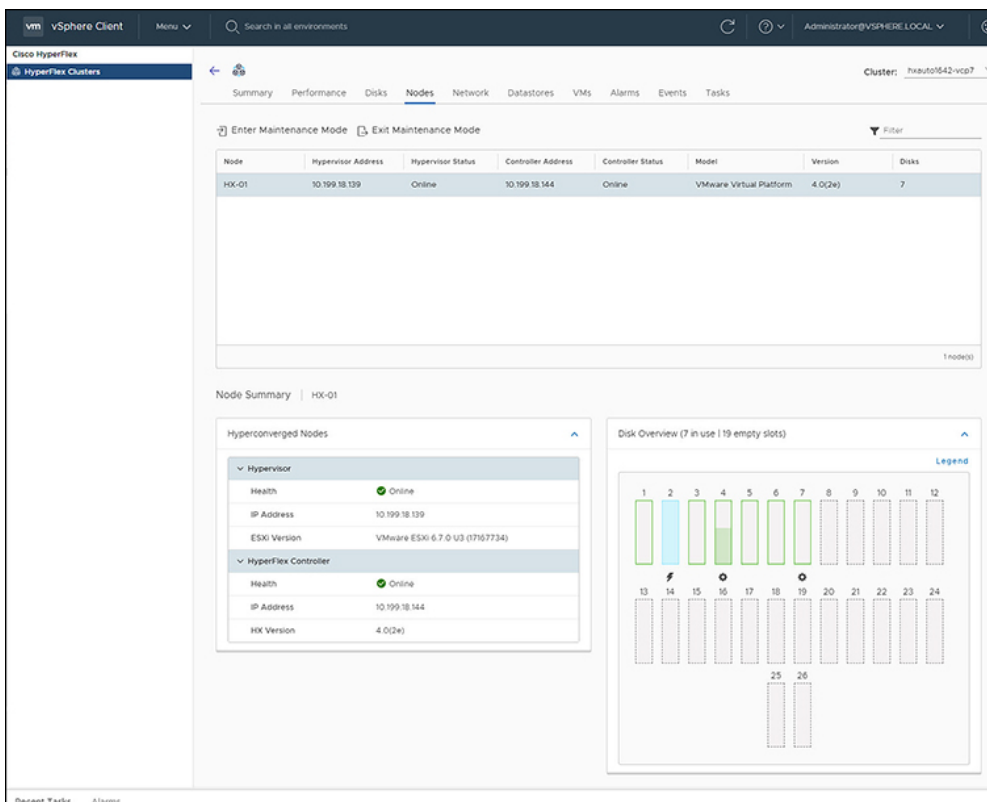 vm vSphere Client Menu Search in all environments Administrator@VSPHERE.LOCAL
Cisco HyperFlex
HyperFlex Clusters
Cluster: hxauto1642-vcp7
Summary Performance Disks Nodes Network Datastores VMs Alarms Events Tasks
Enter Maintenance Mode Exit Maintenance Mode Filter
Node Hypervisor Address Hypervisor Status Controller Address Controller Status Model Version Disks
HX-01 10.199.18.139 Online 10.199.18.144 Online VMware Virtual Platform 4.0(2e) 7
1 node(s)
Node Summary | HX-01
Hyperconverged Nodes
Hypervisor
Health Online
IP Address 10.199.18.139
ESXi Version VMware ESXi 6.7.0 U3 (17167734)
HyperFlex Controller
Health Online
IP Address 10.199.18.144
HX Version 4.0(2e)
Disk Overview (7 in use | 19 empty slots)
Legend
1 2 3 4 5 6 7 8 9 10 11 12
13 14 15 16 17 18 19 20 21 22 23 24
25 26
Recent Tasks Alarms